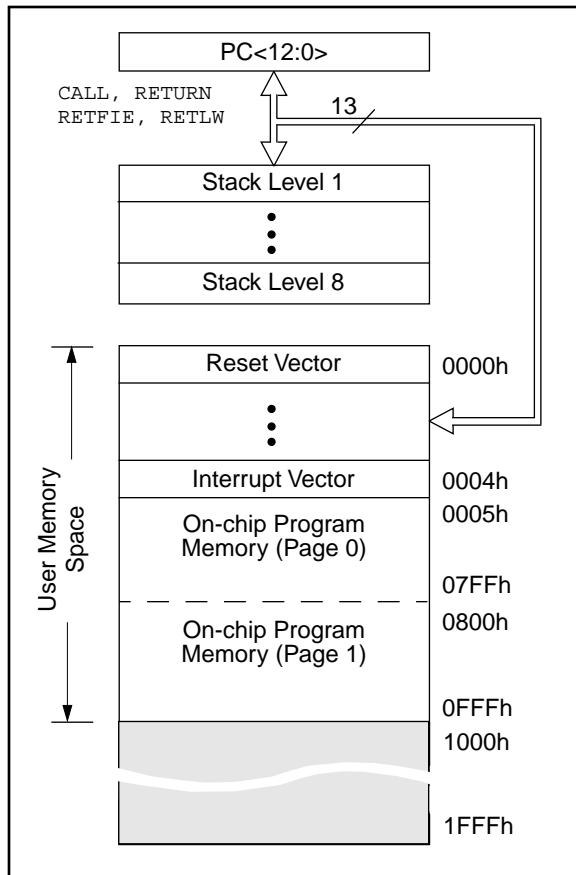 PC<12:0>
CALL, RETURN
RETFIE, RETLW
13
Stack Level 1
Stack Level 8
User Memory
Space
Reset Vector
0000h
Interrupt Vector
0004h
On-chip Program
Memory (Page 0)
0005h
07FFh
On-chip Program
Memory (Page 1)
0800h
0FFFh
1000h
1FFFh